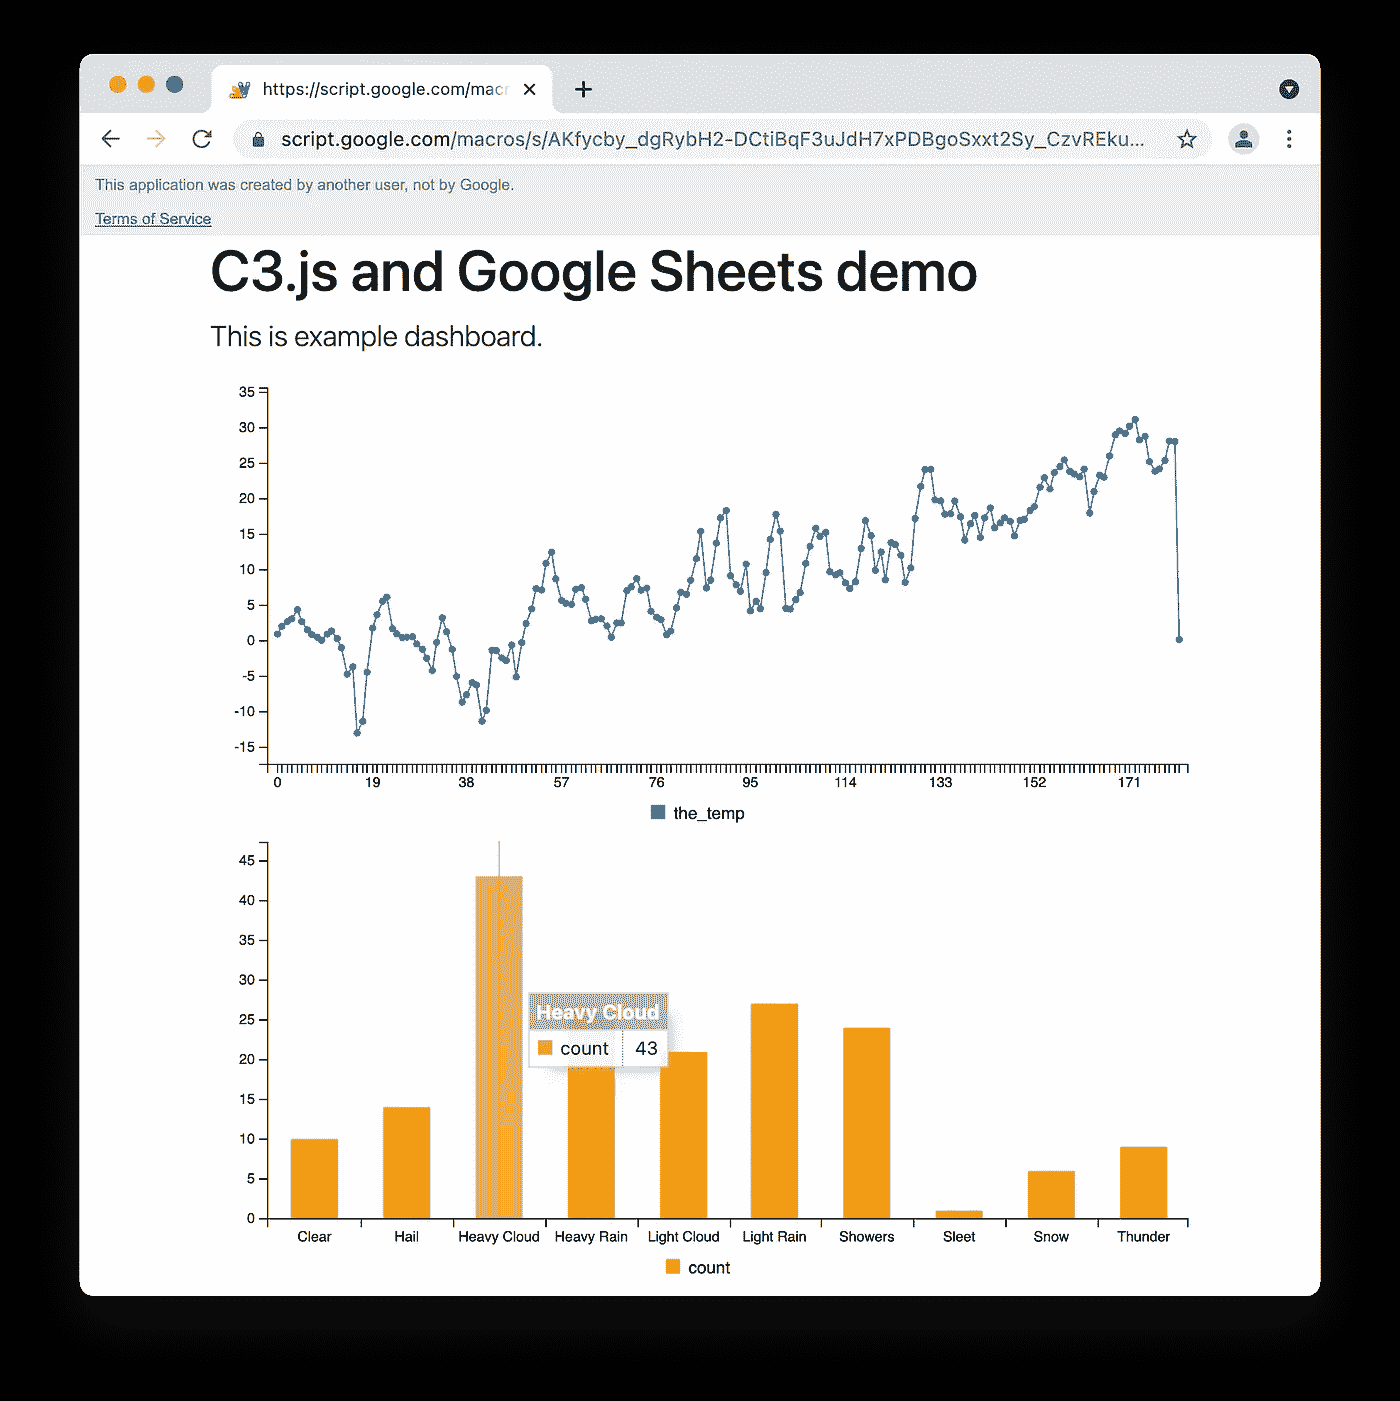 https://script.google.com/macr
script.google.com/macros/s/AKfycby_dgRybH2-DCtiBqF3uJdH7xPDBgoSxxt2Sy_CzvREku...
This application was created by another user, not by Google.
Terms of Service
C3.js and Google Sheets demo
This is example dashboard.
35
30
25
20
15
10
5
0
-5
-10
-15
0 19 38 57 76 95 114 133 152 171
the_temp
45
40
35
30
25
20
15
10
5
0
Heavy Cloud
count 43
Clear Hail Heavy Cloud Heavy Rain Light Cloud Light Rain Showers Sleet Snow Thunder
count